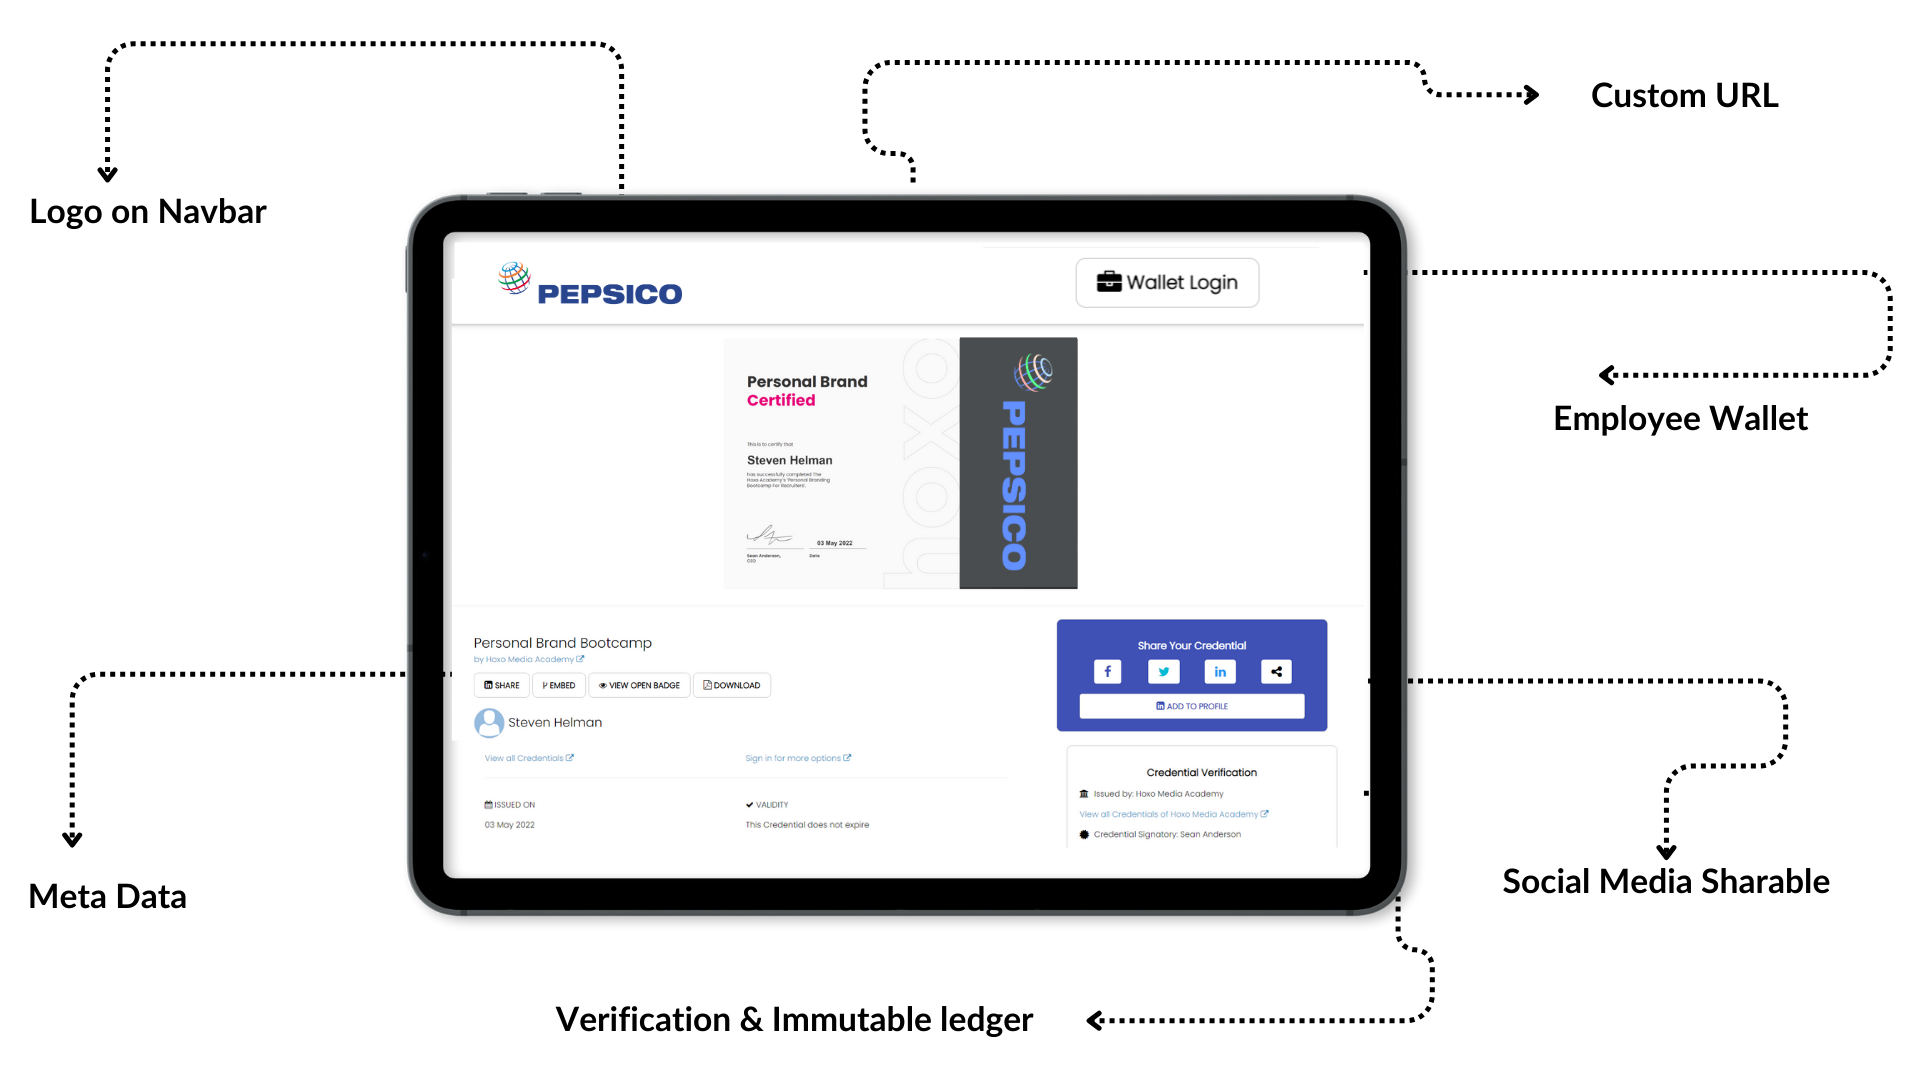 Custom URL
Logo on Navbar
PEPSICO
Wallet Login
Personal Brand
Certified
hoxo
PEPSICO
This is to certify that
Steven Helman
has successfully completed The
Hoxo Academy's 'Personal Branding
Bootcamp For Recruiters'.
03 May 2022
Sean Anderson,
CEO
Date
Employee Wallet
Personal Brand Bootcamp
by Hoxo Media Academy
SHARE
EMBED
VIEW OPEN BADGE
DOWNLOAD
Steven Helman
View all Credentials
Sign in for more options
ISSUED ON
03 May 2022
VALIDITY
This Credential does not expire
Share Your Credential
ADD TO PROFILE
Credential Verification
Issued by: Hoxo Media Academy
View all Credentials of Hoxo Media Academy
Credential Signatory: Sean Anderson
Meta Data
Social Media Sharable
Verification & Immutable ledger